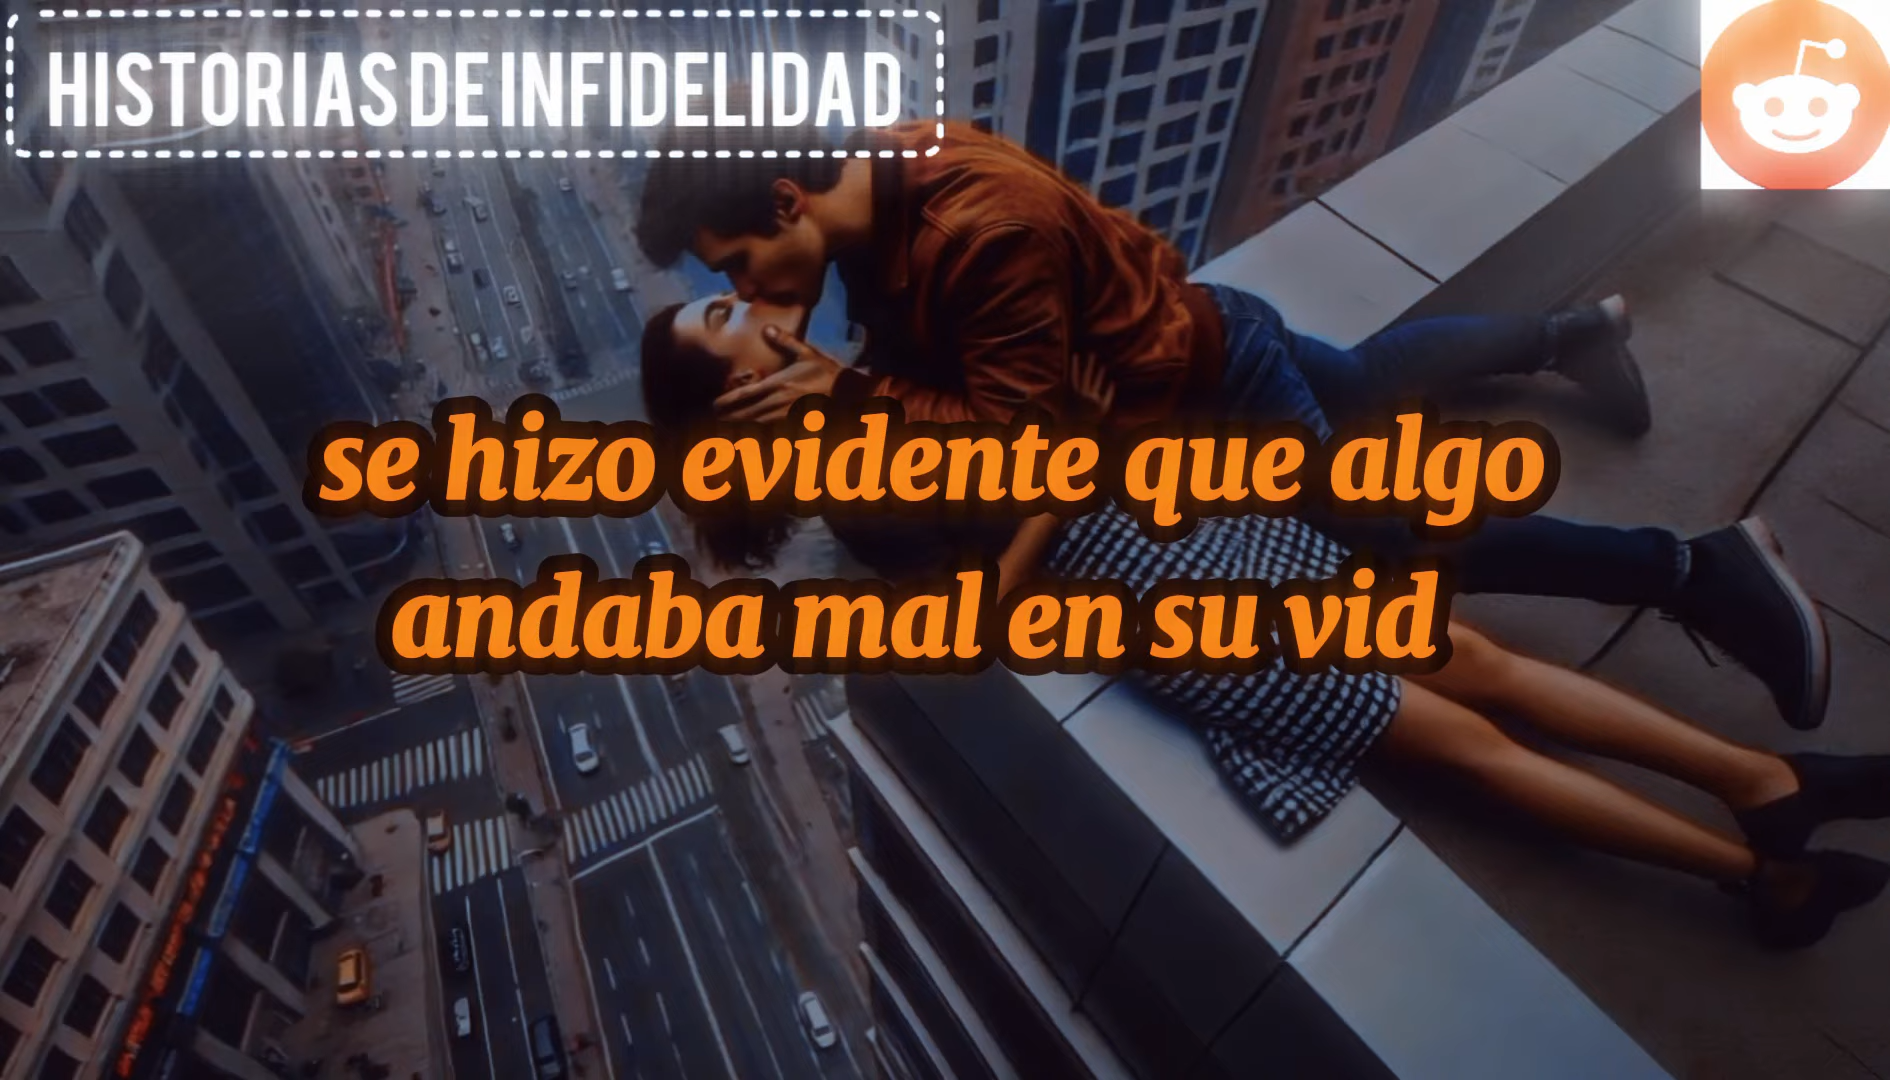 HISTORIAS DE INFIDELIDAD
se hizo evidente que algo
andaba mal en su vid